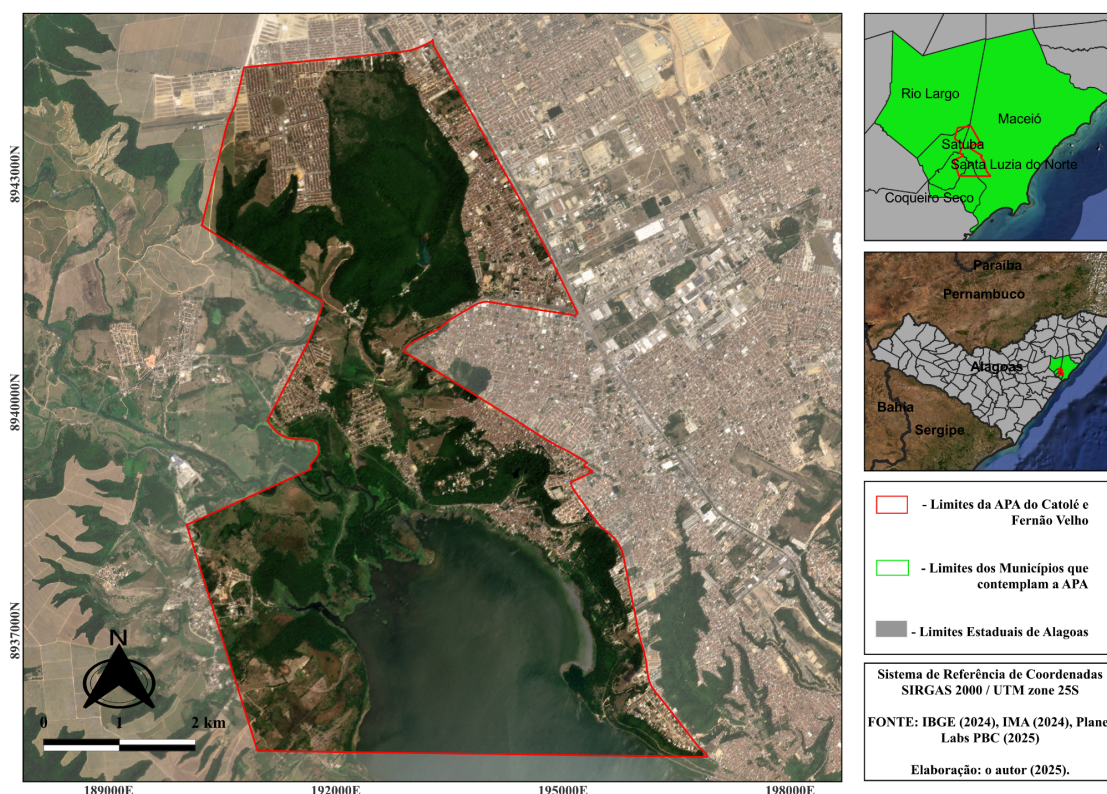 8943000N
8940000N
8937000N
N
0 1 2 km
189000E 192000E 195000E 198000E
Rio Largo
Maceió
Satuba
Santa Luzia do Norte
Coqueiro Seco
Paraíba
Pernambuco
Alagoas
Bahia
Sergipe
- Limites da APA do Catolé e
Fernão Velho
- Limites dos Municípios que
contemplam a APA
- Limites Estaduais de Alagoas
Sistema de Referência de Coordenadas
SIRGAS 2000 / UTM zone 25S
FONTE: IBGE (2024), IMA (2024), Plane
Labs PBC (2025)
Elaboração: o autor (2025).